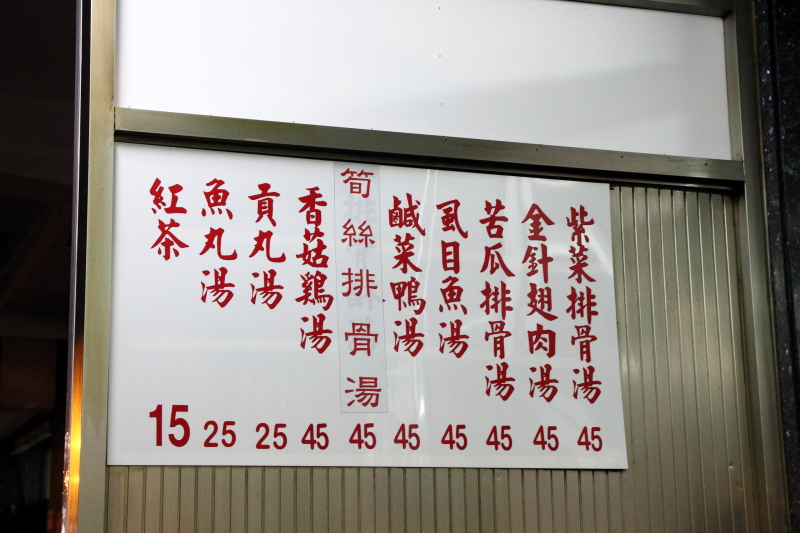 紫菜排骨湯 45
金針翅肉湯 45
苦瓜排骨湯 45
虱目魚湯 45
鹹菜鴨湯 45
筍絲排骨湯 45
香菇鶏湯 45
貢丸湯 25
魚丸湯 25
紅茶 15